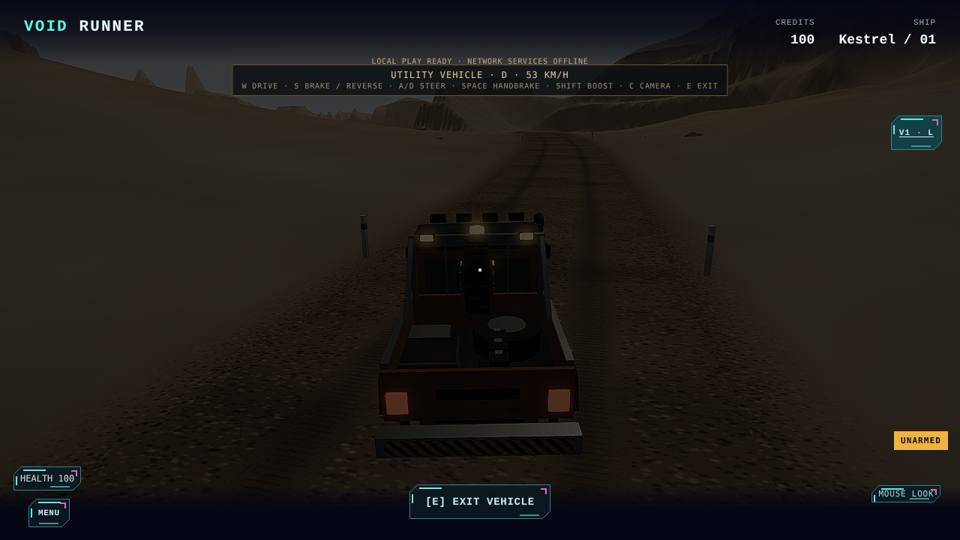 VOID RUNNER
CREDITS
100
SHIP
Kestrel / 01
LOCAL PLAY READY · NETWORK SERVICES OFFLINE
UTILITY VEHICLE · D · 53 KM/H
W DRIVE · S BRAKE / REVERSE · A/D STEER · SPACE HANDBRAKE · SHIFT BOOST · C CAMERA · E EXIT
V1 · L
UNARMED
HEALTH 100
MENU
[E] EXIT VEHICLE
MOUSE LOOK